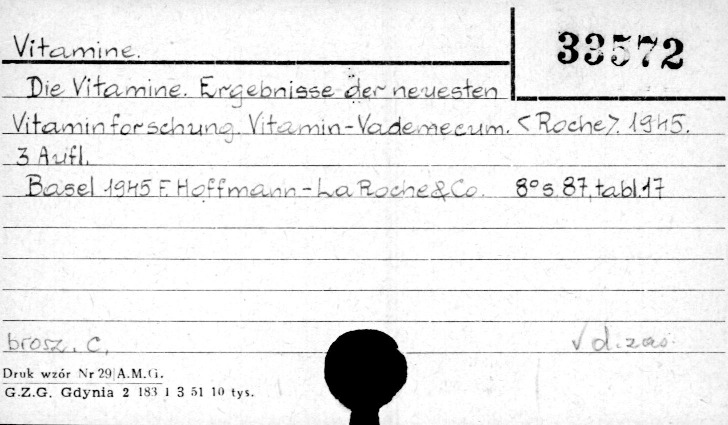 Vitamine.
33572
Die Vitamine. Ergebnisse der neuesten
Vitaminforschung. Vitamin-Vademecum. <Roche>. 1945.
3 Aufl.
Basel 1945 F. Hoffmann-La Roche & Co. 8° s. 87, tabl. 17
brosz. C.
Druk wzór Nr 29 A.M.G.
G.Z.G. Gdynia 2 183 1 3 51 10 tys.